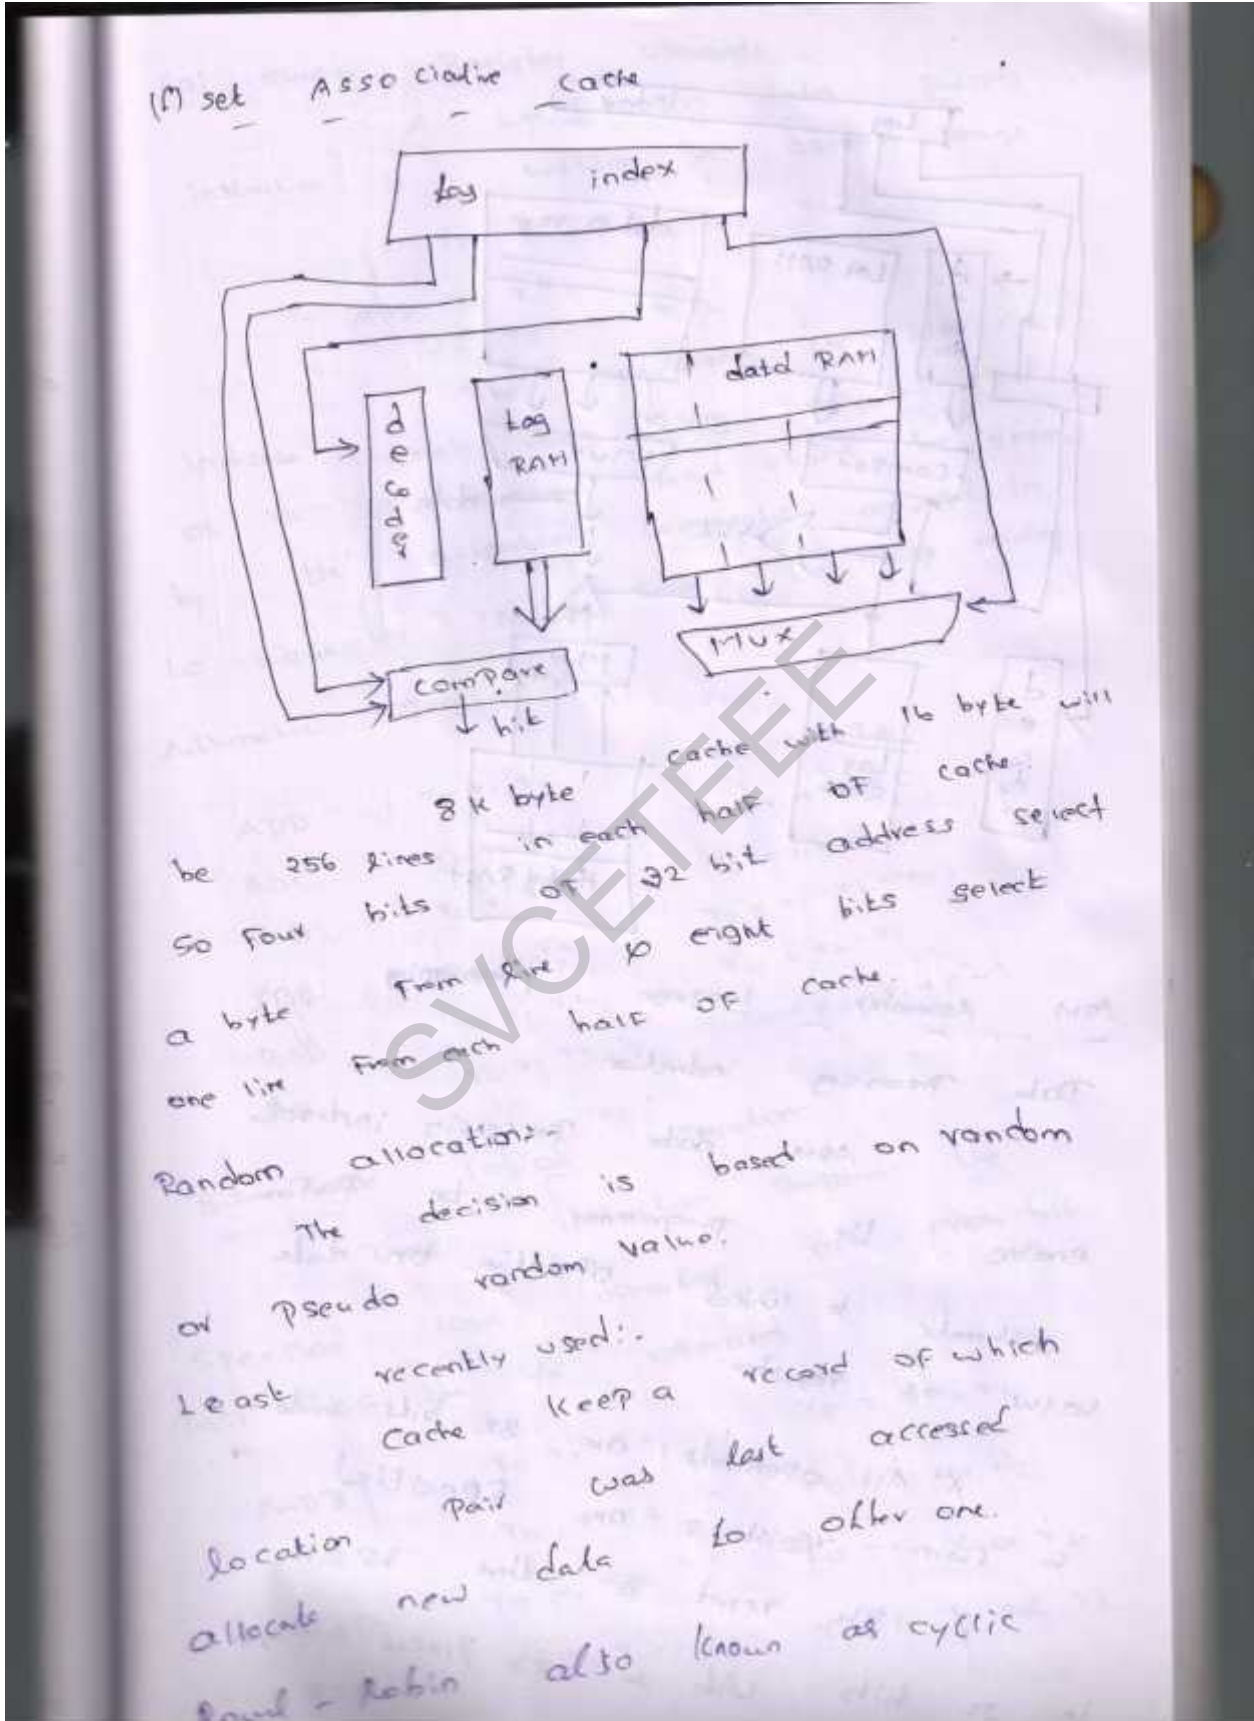 (ii) set Associative cache
tag index
decoder
tag
RAM
data RAM
compare
hit
Mux
8 K byte cache with 16 byte will
be 256 lines in each half of cache.
So four bits of 32 bit address select
a byte from line & eight bits select
one line from each half of cache.
Random allocation:-
The decision is based on random
or pseudo random value.
Least recently used:-
Cache keep a record of which
location pair was last accessed
allocate new data to other one.
Round-Robin also known as cyclic
SVCETEEE